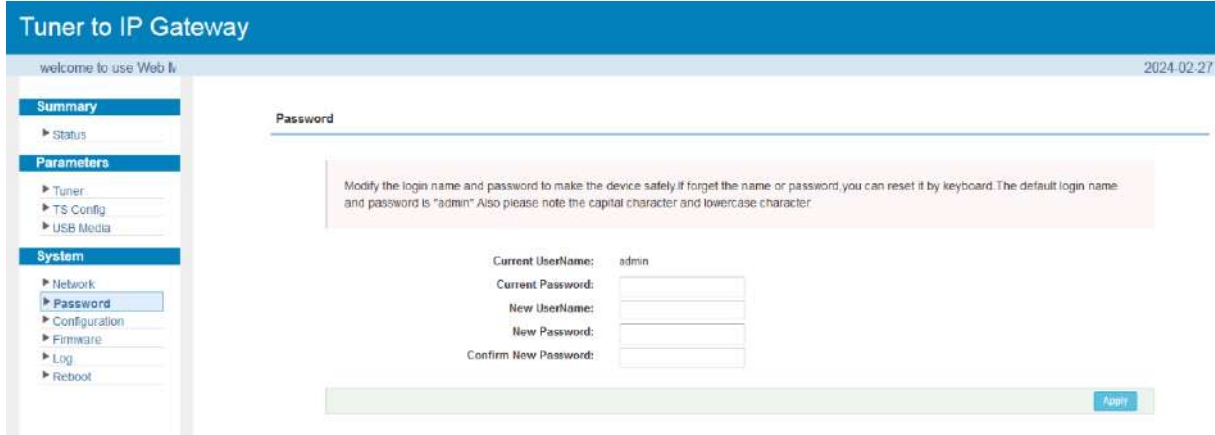 Tuner to IP Gateway
welcome to use Web M
2024-02-27
Summary
Status
Parameters
Tuner
TS Config
USB Media
System
Network
Password
Configuration
Firmware
Log
Reboot
Password
Modify the login name and password to make the device safely.If forget the name or password,you can reset it by keyboard.The default login name
and password is "admin" Also please note the capital character and lowercase character
Current UserName: admin
Current Password:
New UserName:
New Password:
Confirm New Password:
Apply